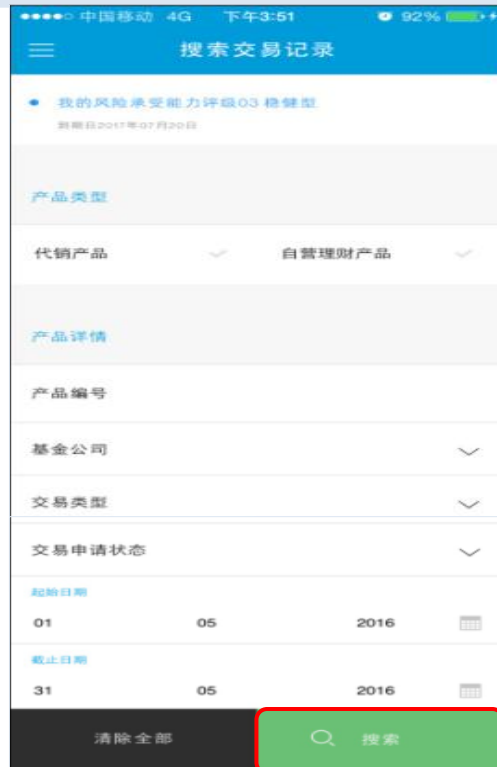 中国移动 4G 下午3:51 92%
搜索交易记录
我的风险承受能力评级03 稳健型
到期日2017年07月20日
产品类型
代销产品 自营理财产品
产品详情
产品编号
基金公司
交易类型
交易申请状态
起始日期
01 05 2016
截止日期
31 05 2016
清除全部 搜索